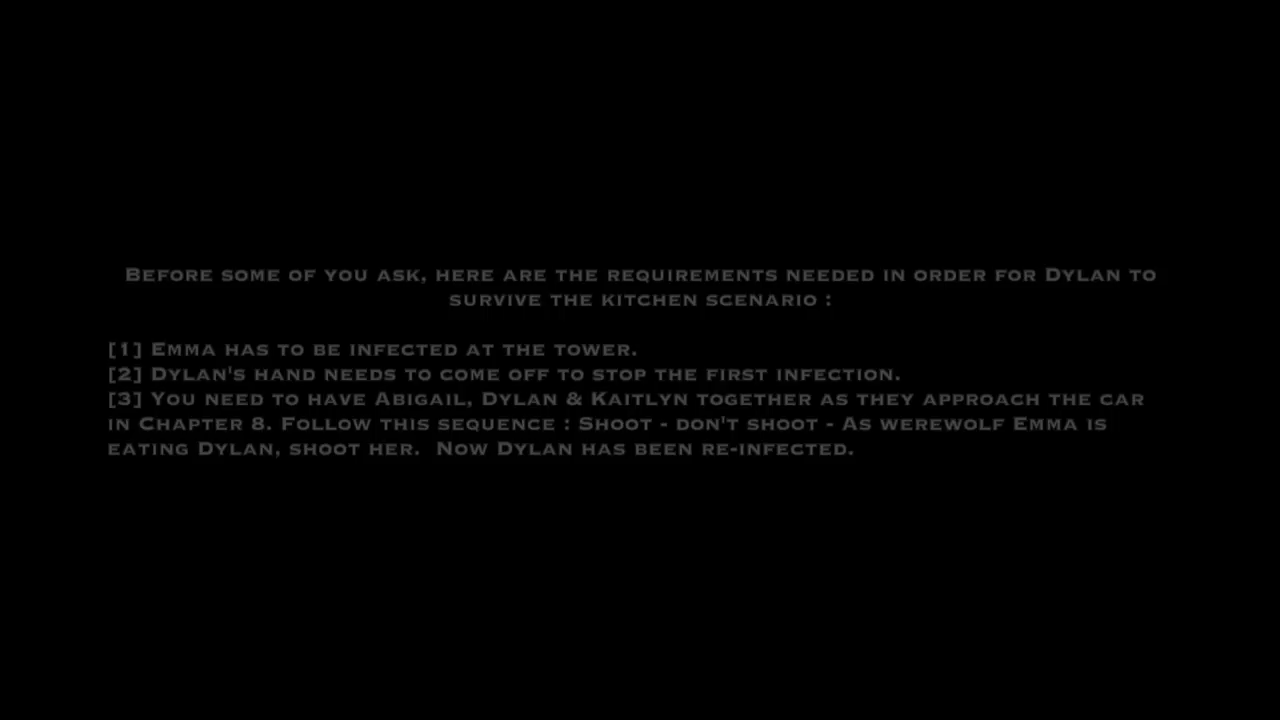 Before some of you ask, here are the requirements needed in order for Dylan to
survive the kitchen scenario :
[1] Emma has to be infected at the tower.
[2] Dylan's hand needs to come off to stop the first infection.
[3] You need to have Abigail, Dylan & Kaitlyn together as they approach the car
in Chapter 8. Follow this sequence : Shoot - don't shoot - As werewolf Emma is
eating Dylan, shoot her.  Now Dylan has been re-infected.